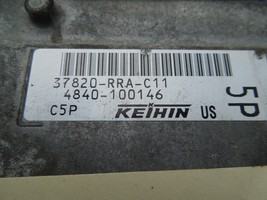 37820-RRA-C11
4840-100146
C5P KEIHIN US
5P